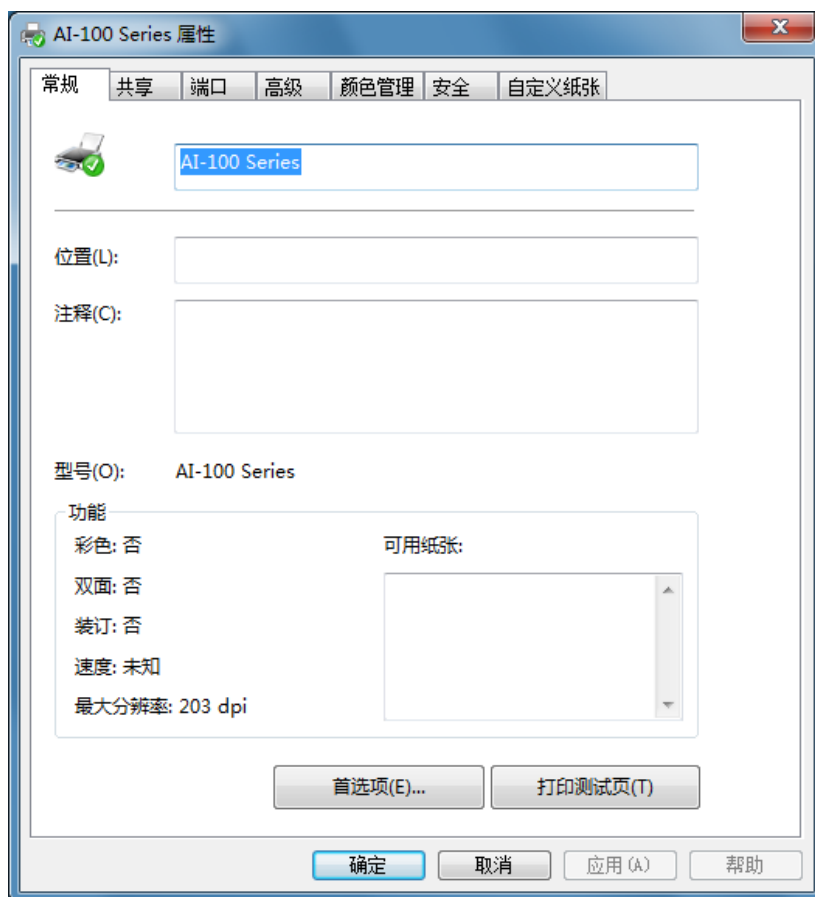 AI-100 Series 属性
常规 共享 端口 高级 颜色管理 安全 自定义纸张
AI-100 Series
位置(L):
注释(C):
型号(O): AI-100 Series
功能
彩色: 否 可用纸张:
双面: 否
装订: 否
速度: 未知
最大分辨率: 203 dpi
首选项(E)... 打印测试页(T)
确定 取消 应用(A) 帮助